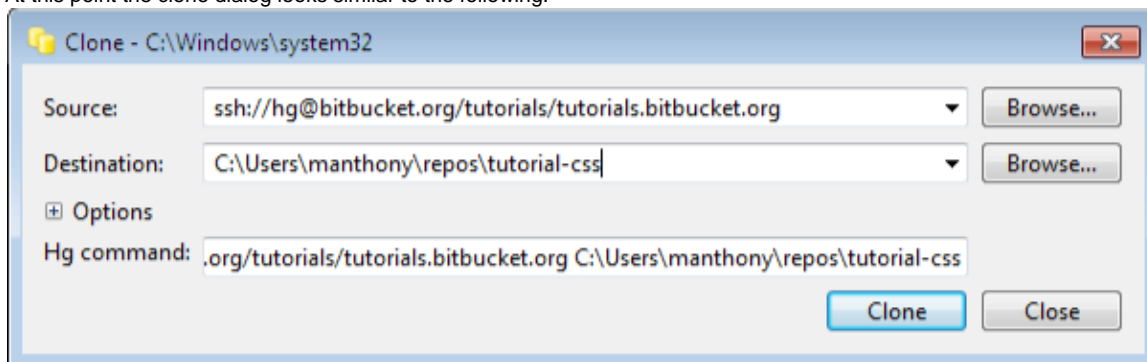 At this point the clone dialog looks similar to the following:
Clone - C:\Windows\system32
Source: ssh://hg@bitbucket.org/tutorials/tutorials.bitbucket.org Browse...
Destination: C:\Users\manthony\repos\tutorial-css Browse...
Options
Hg command: .org/tutorials/tutorials.bitbucket.org C:\Users\manthony\repos\tutorial-css
Clone Close